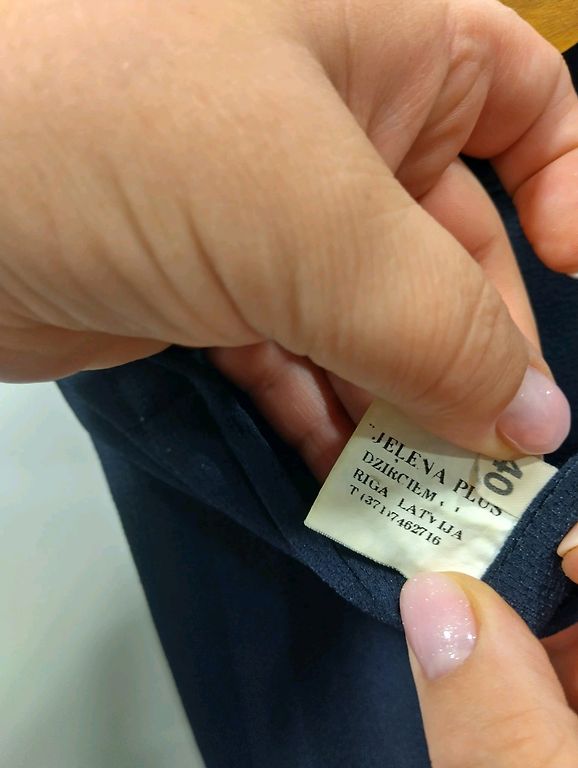 "JELENA PLUS
DZIRCIEM
RIGA LATVIJA
T (371)7462716
40